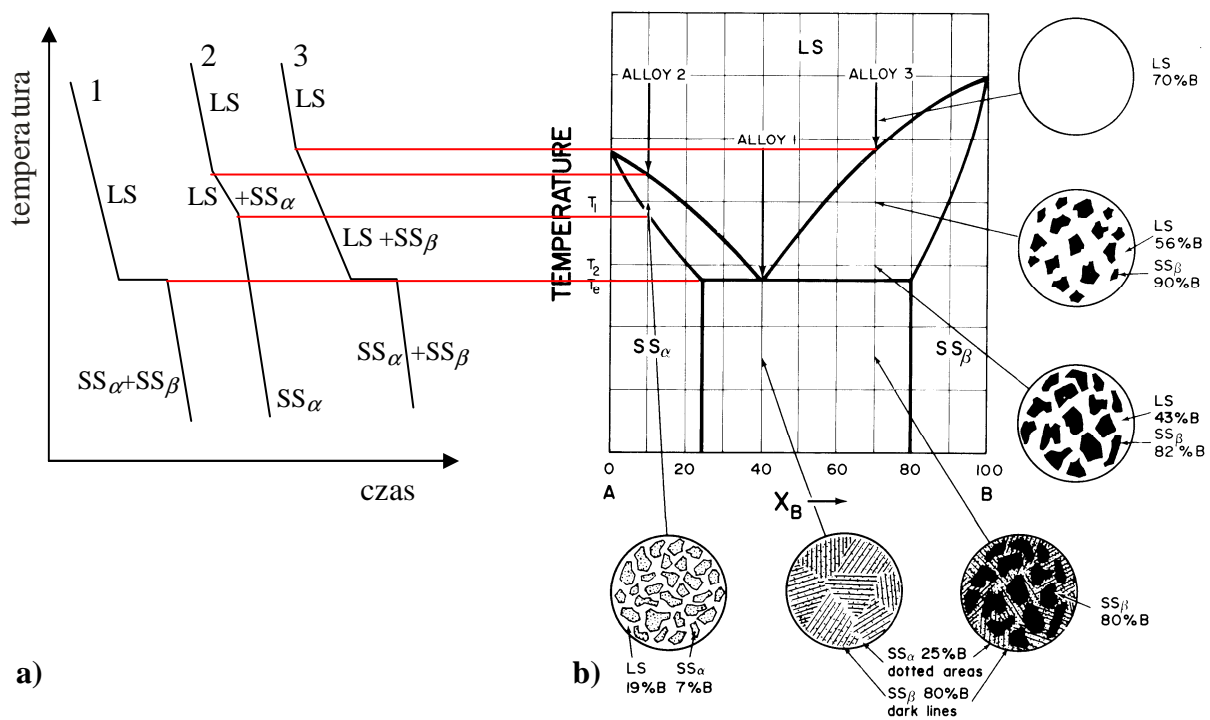 temperatura
1
2
3
LS
LS
LS
LS +SSα
LS +SSβ
SSα+SSβ
SSα
SSα +SSβ
czas
a)
TEMPERATURE
LS
ALLOY 2
ALLOY 3
ALLOY 1
T1
T2
Te
SSα
SSβ
0 20 40 60 80 100
A B
XB
LS
70%B
LS
56%B
SSβ
90%B
LS
43%B
SSβ
82%B
LS
19%B
SSα
7%B
SSα 25%B
dotted areas
SSβ 80%B
dark lines
SSβ
80%B
b)